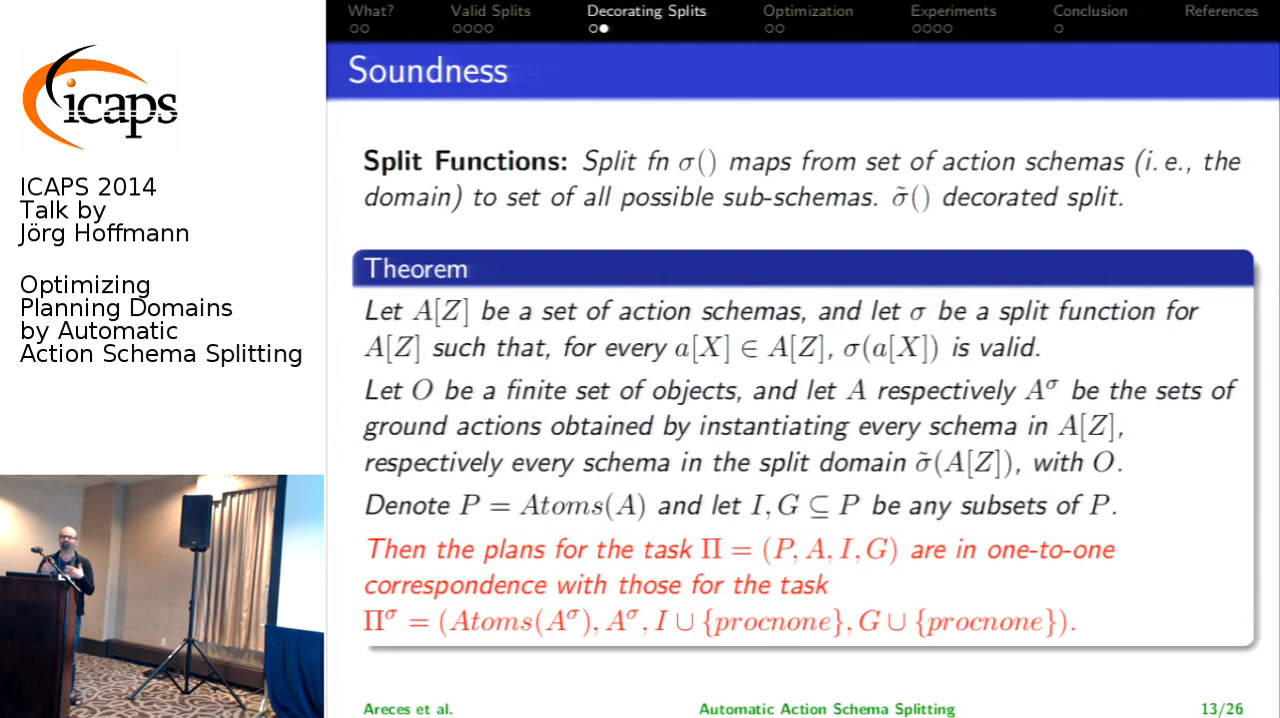 icaps
ICAPS 2014
Talk by
Jörg Hoffmann
Optimizing
Planning Domains
by Automatic
Action Schema Splitting
What? Valid Splits Decorating Splits Optimization Experiments Conclusion References
Soundness
Split Functions: Split fn σ() maps from set of action schemas (i. e., the
domain) to set of all possible sub-schemas. σ̃() decorated split.
Theorem
Let A[Z] be a set of action schemas, and let σ be a split function for
A[Z] such that, for every a[X] ∈ A[Z], σ(a[X]) is valid.
Let O be a finite set of objects, and let A respectively Aᵟ be the sets of
ground actions obtained by instantiating every schema in A[Z],
respectively every schema in the split domain σ̃(A[Z]), with O.
Denote P = Atoms(A) and let I, G ⊆ P be any subsets of P.
Then the plans for the task Π = (P, A, I, G) are in one-to-one
correspondence with those for the task
Π^σ = (Atoms(A^σ), A^σ, I ∪ {procnone}, G ∪ {procnone}).
Areces et al. Automatic Action Schema Splitting 13/26